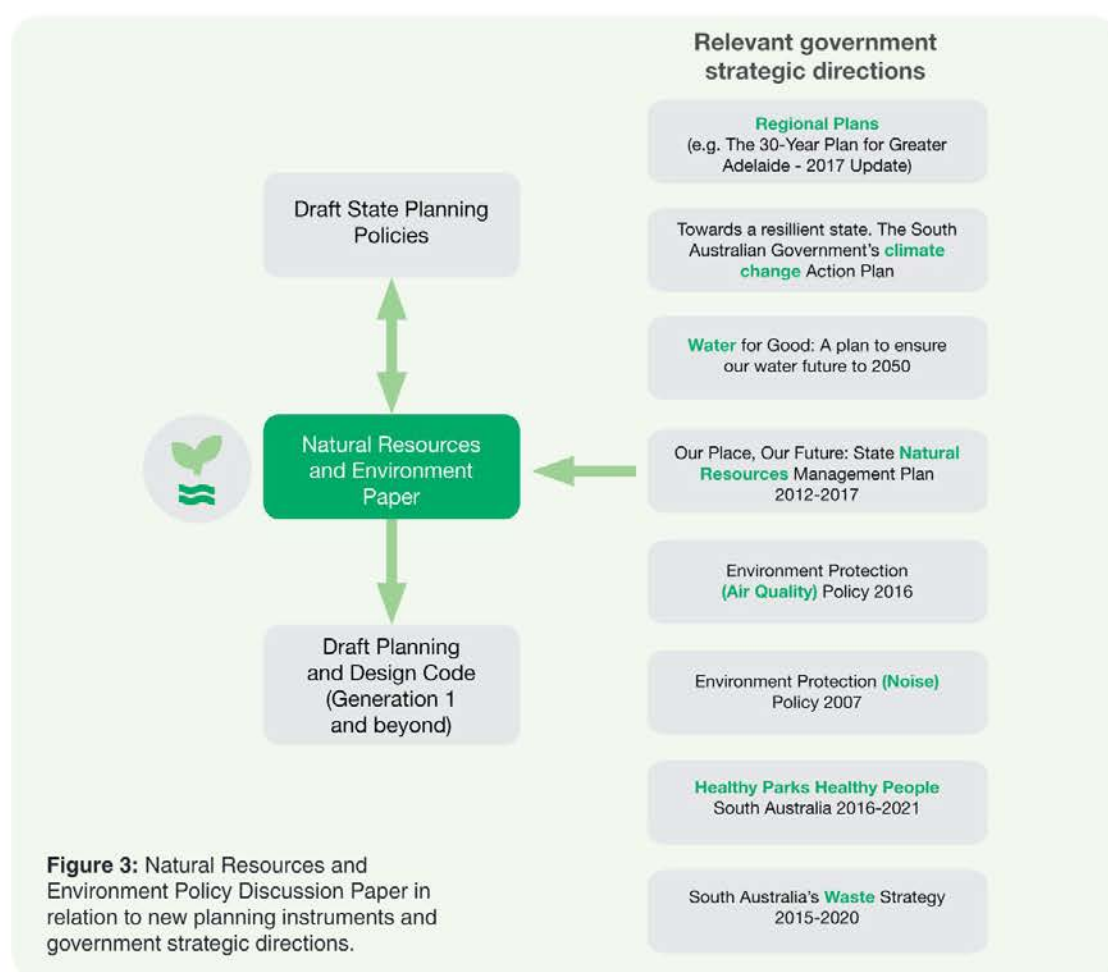 Relevant government
strategic directions
Regional Plans
(e.g. The 30-Year Plan for Greater
Adelaide - 2017 Update)
Towards a resillient state. The South
Australian Government's climate
change Action Plan
Water for Good: A plan to ensure
our water future to 2050
Our Place, Our Future: State Natural
Resources Management Plan
2012-2017
Environment Protection
(Air Quality) Policy 2016
Environment Protection (Noise)
Policy 2007
Healthy Parks Healthy People
South Australia 2016-2021
South Australia's Waste Strategy
2015-2020
Draft State Planning
Policies
Natural Resources
and Environment
Paper
Draft Planning
and Design Code
(Generation 1
and beyond)
Figure 3: Natural Resources and
Environment Policy Discussion Paper in
relation to new planning instruments and
government strategic directions.